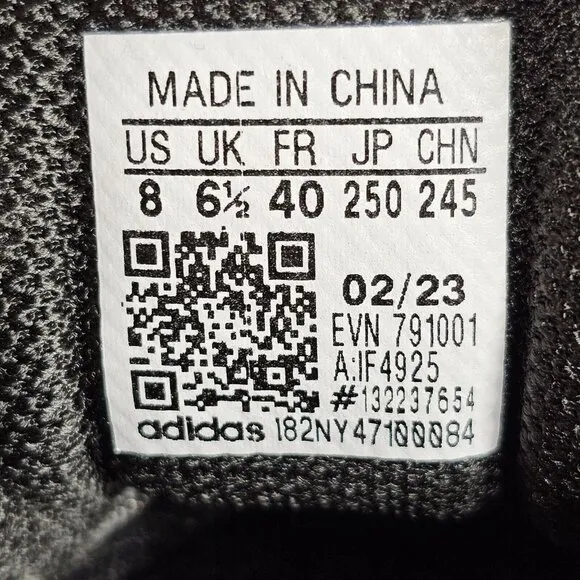 MADE IN CHINA
US UK FR JP CHN
8 6½ 40 250 245
02/23
EVN 791001
A:IF4925
#132237654
adidas 182NY47100084